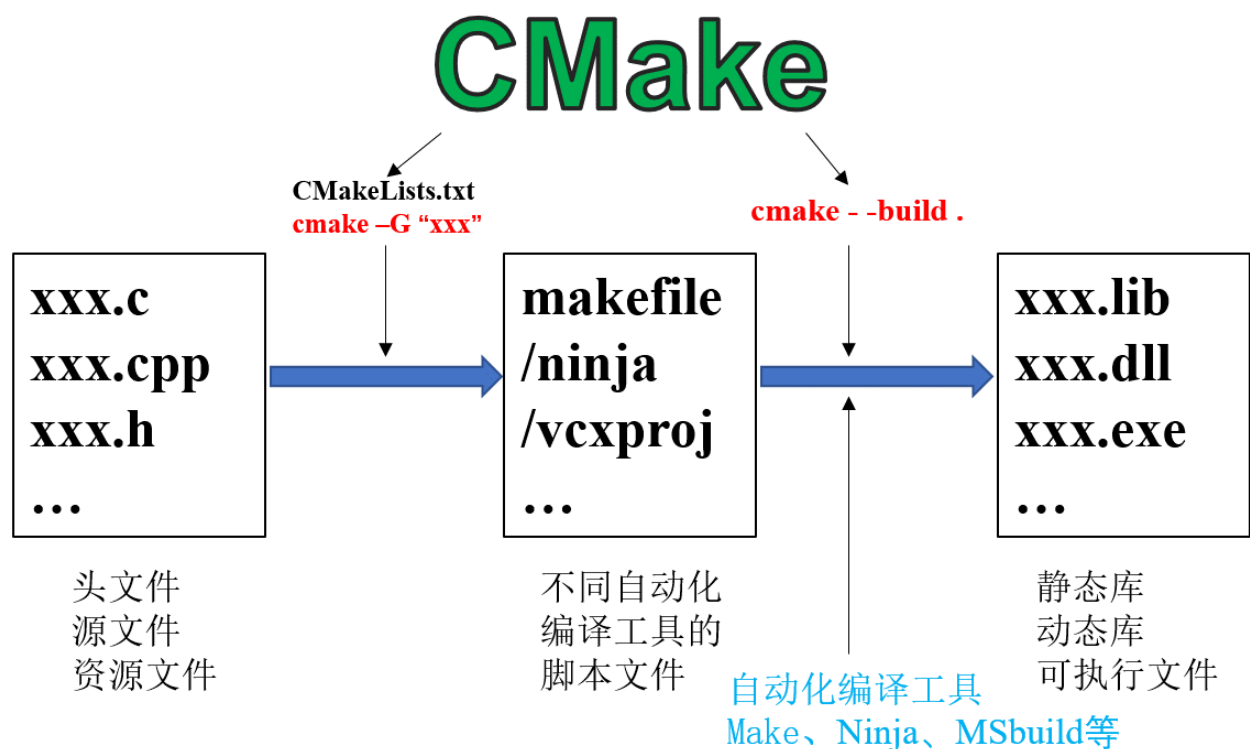 CMake
CMakeLists.txt
cmake –G “xxx”
cmake - -build .
xxx.c
xxx.cpp
xxx.h
…
makefile
/ninja
/vcxproj
…
xxx.lib
xxx.dll
xxx.exe
…
头文件
源文件
资源文件
不同自动化
编译工具的
脚本文件
静态库
动态库
可执行文件
自动化编译工具
Make、Ninja、MSbuild等